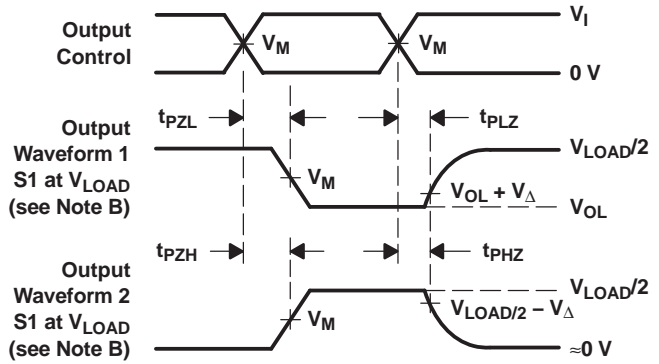 Output
Control
V_M
V_M
V_I
0 V
t_PZL
t_PLZ
Output
Waveform 1
S1 at V_LOAD
(see Note B)
V_M
V_LOAD/2
V_OL + V_Δ
V_OL
t_PZH
t_PHZ
Output
Waveform 2
S1 at V_LOAD
(see Note B)
V_M
V_LOAD/2
V_LOAD/2 − V_Δ
≈0 V